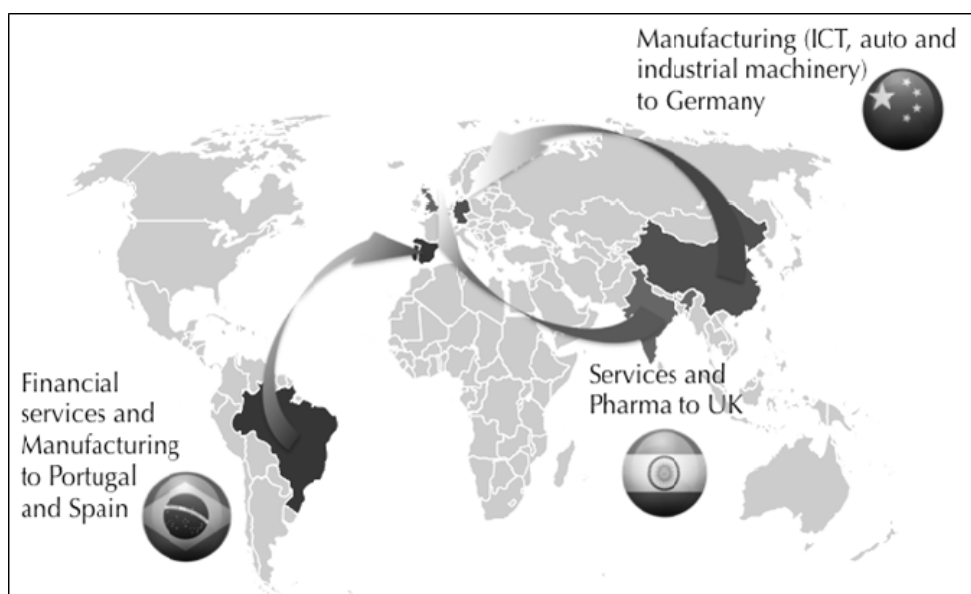 Manufacturing (ICT, auto and
industrial machinery)
to Germany
Financial
services and
Manufacturing
to Portugal
and Spain
Services and
Pharma to UK